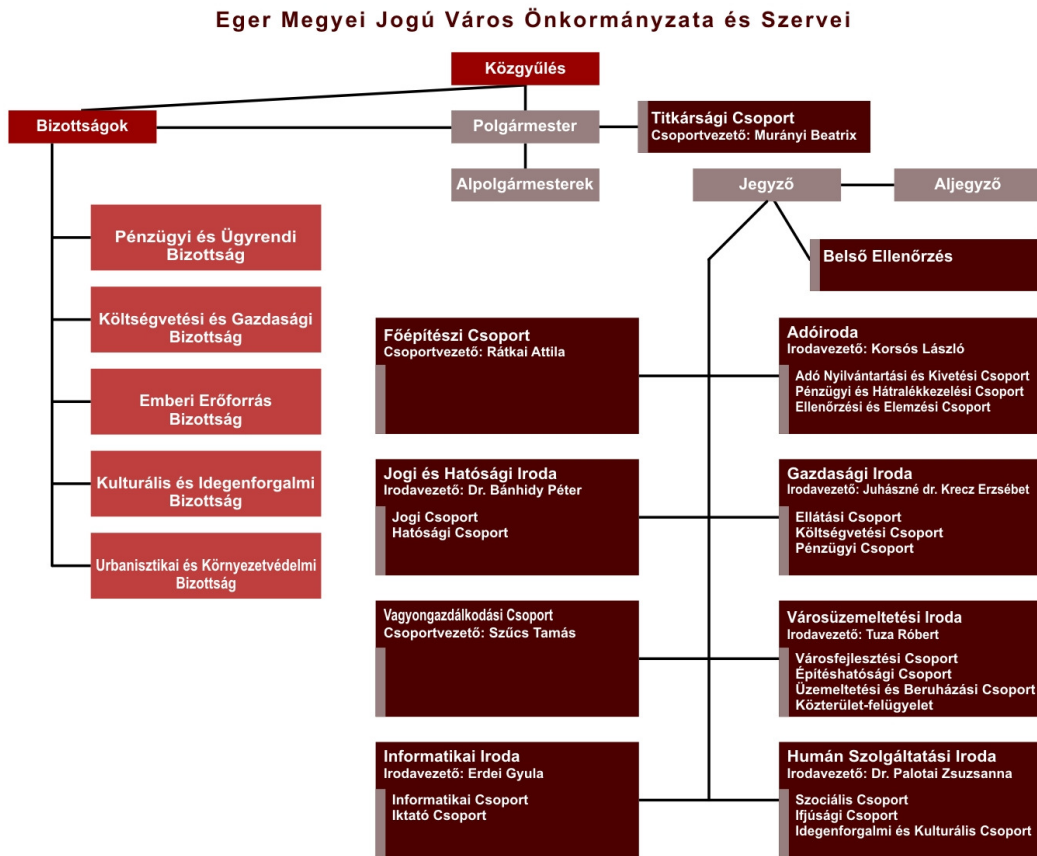 Eger Megyei Jogú Város Önkormányzata és Szervei
Közgyűlés
Bizottságok
Polgármester
Titkársági Csoport
Csoportvezető: Murányi Beatrix
Alpolgármesterek
Jegyző
Aljegyző
Belső Ellenőrzés
Pénzügyi és Ügyrendi
Bizottság
Költségvetési és Gazdasági
Bizottság
Emberi Erőforrás
Bizottság
Kulturális és Idegenforgalmi
Bizottság
Urbanisztikai és Környezetvédelmi
Bizottság
Főépítészi Csoport
Csoportvezető: Rátkai Attila
Adóiroda
Irodavezető: Korsós László
Adó Nyilvántartási és Kivetési Csoport
Pénzügyi és Hátralékkezelési Csoport
Ellenőrzési és Elemzési Csoport
Jogi és Hatósági Iroda
Irodavezető: Dr. Bánhidy Péter
Jogi Csoport
Hatósági Csoport
Gazdasági Iroda
Irodavezető: Juhászné dr. Krecz Erzsébet
Ellátási Csoport
Költségvetési Csoport
Pénzügyi Csoport
Vagyongazdálkodási Csoport
Csoportvezető: Szűcs Tamás
Városüzemeltetési Iroda
Irodavezető: Tuza Róbert
Városfejlesztési Csoport
Építéshatósági Csoport
Üzemeltetési és Beruházási Csoport
Közterület-felügyelet
Informatikai Iroda
Irodavezető: Erdei Gyula
Informatikai Csoport
Iktató Csoport
Humán Szolgáltatási Iroda
Irodavezető: Dr. Palotai Zsuzsanna
Szociális Csoport
Ifjúsági Csoport
Idegenforgalmi és Kulturális Csoport